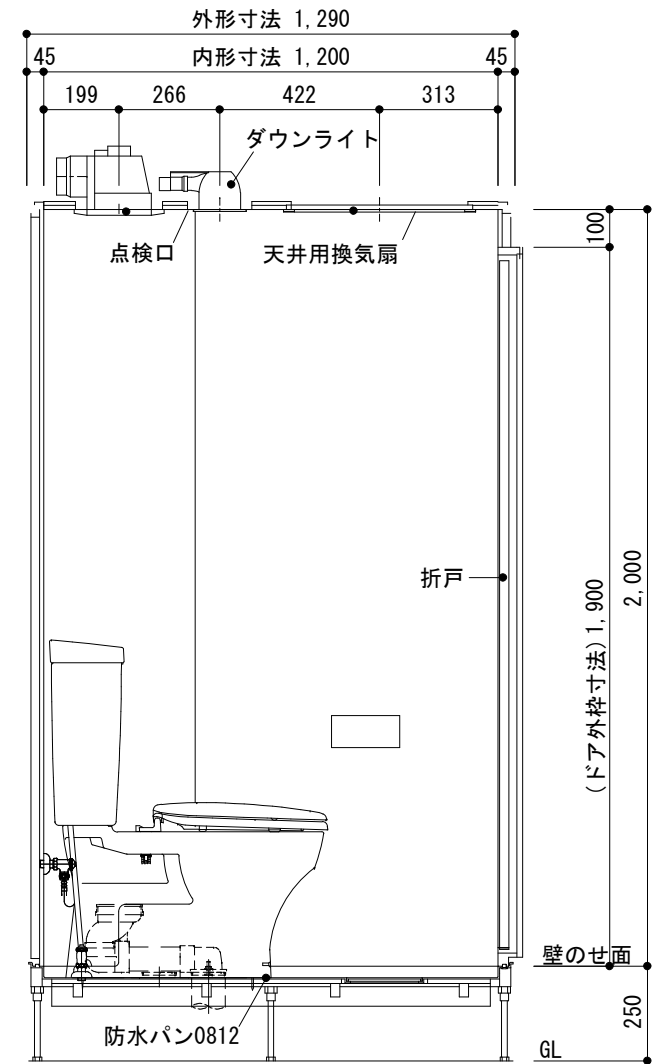 外形寸法 1,290
45 内形寸法 1,200 45
199 266 422 313
ダウンライト
点検口 天井用換気扇
100
折戸
(ドア外枠寸法)1,900
2,000
壁のせ面
250
防水パン0812
GL